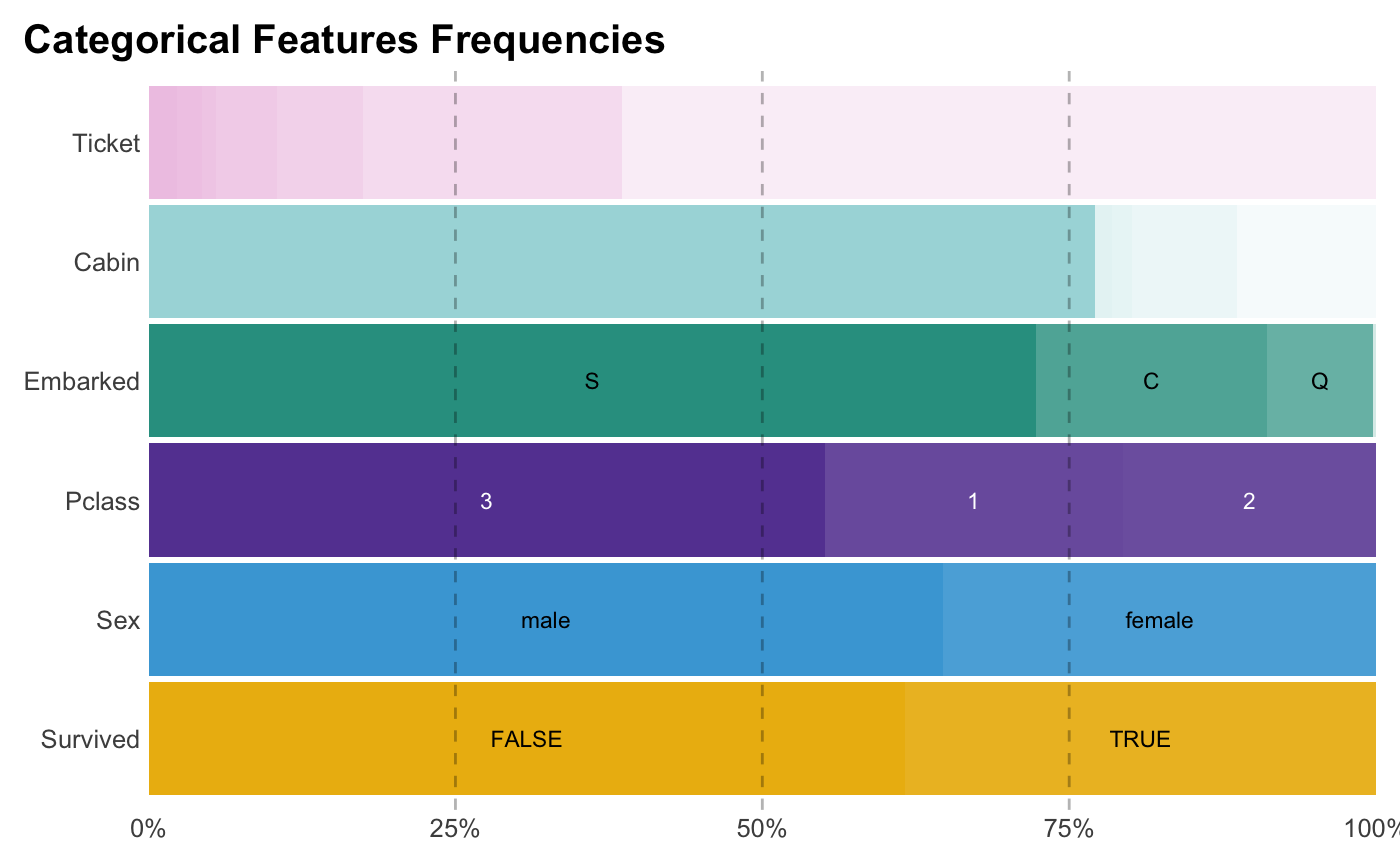 Categorical Features Frequencies
Ticket
Cabin
Embarked S C Q
Pclass 3 1 2
Sex male female
Survived FALSE TRUE
0% 25% 50% 75% 100%